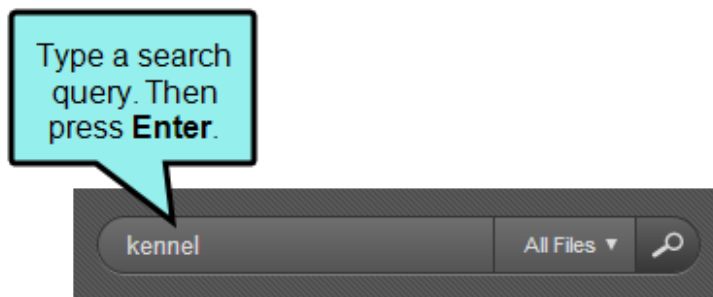 Type a search
query. Then
press Enter.
kennel
All Files ▼